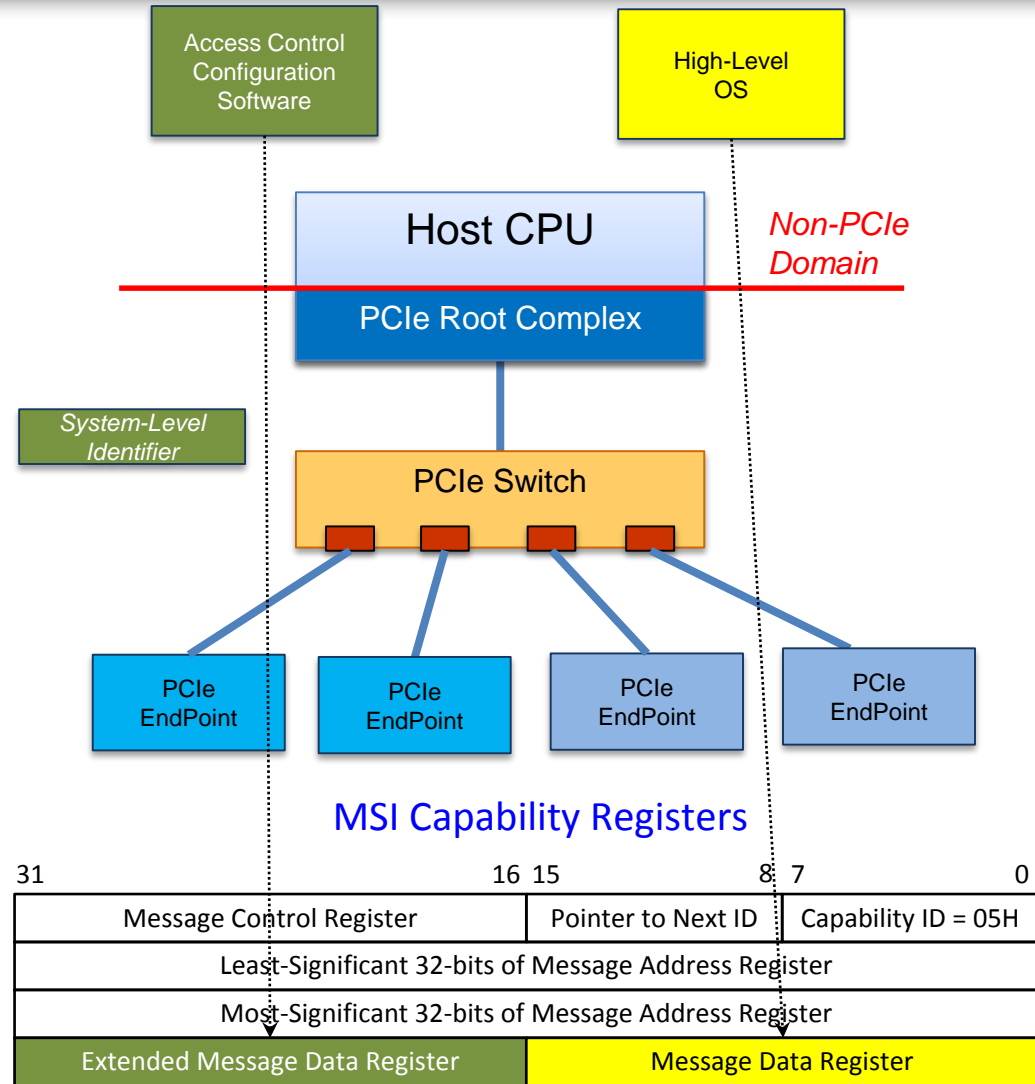 Access Control
Configuration
Software
High-Level
OS
Host CPU
Non-PCIe
Domain
PCIe Root Complex
System-Level
Identifier
PCIe Switch
PCIe
EndPoint
PCIe
EndPoint
PCIe
EndPoint
PCIe
EndPoint
MSI Capability Registers
31 16 15 8 7 0
Message Control Register Pointer to Next ID Capability ID = 05H
Least-Significant 32-bits of Message Address Register
Most-Significant 32-bits of Message Address Register
Extended Message Data Register Message Data Register